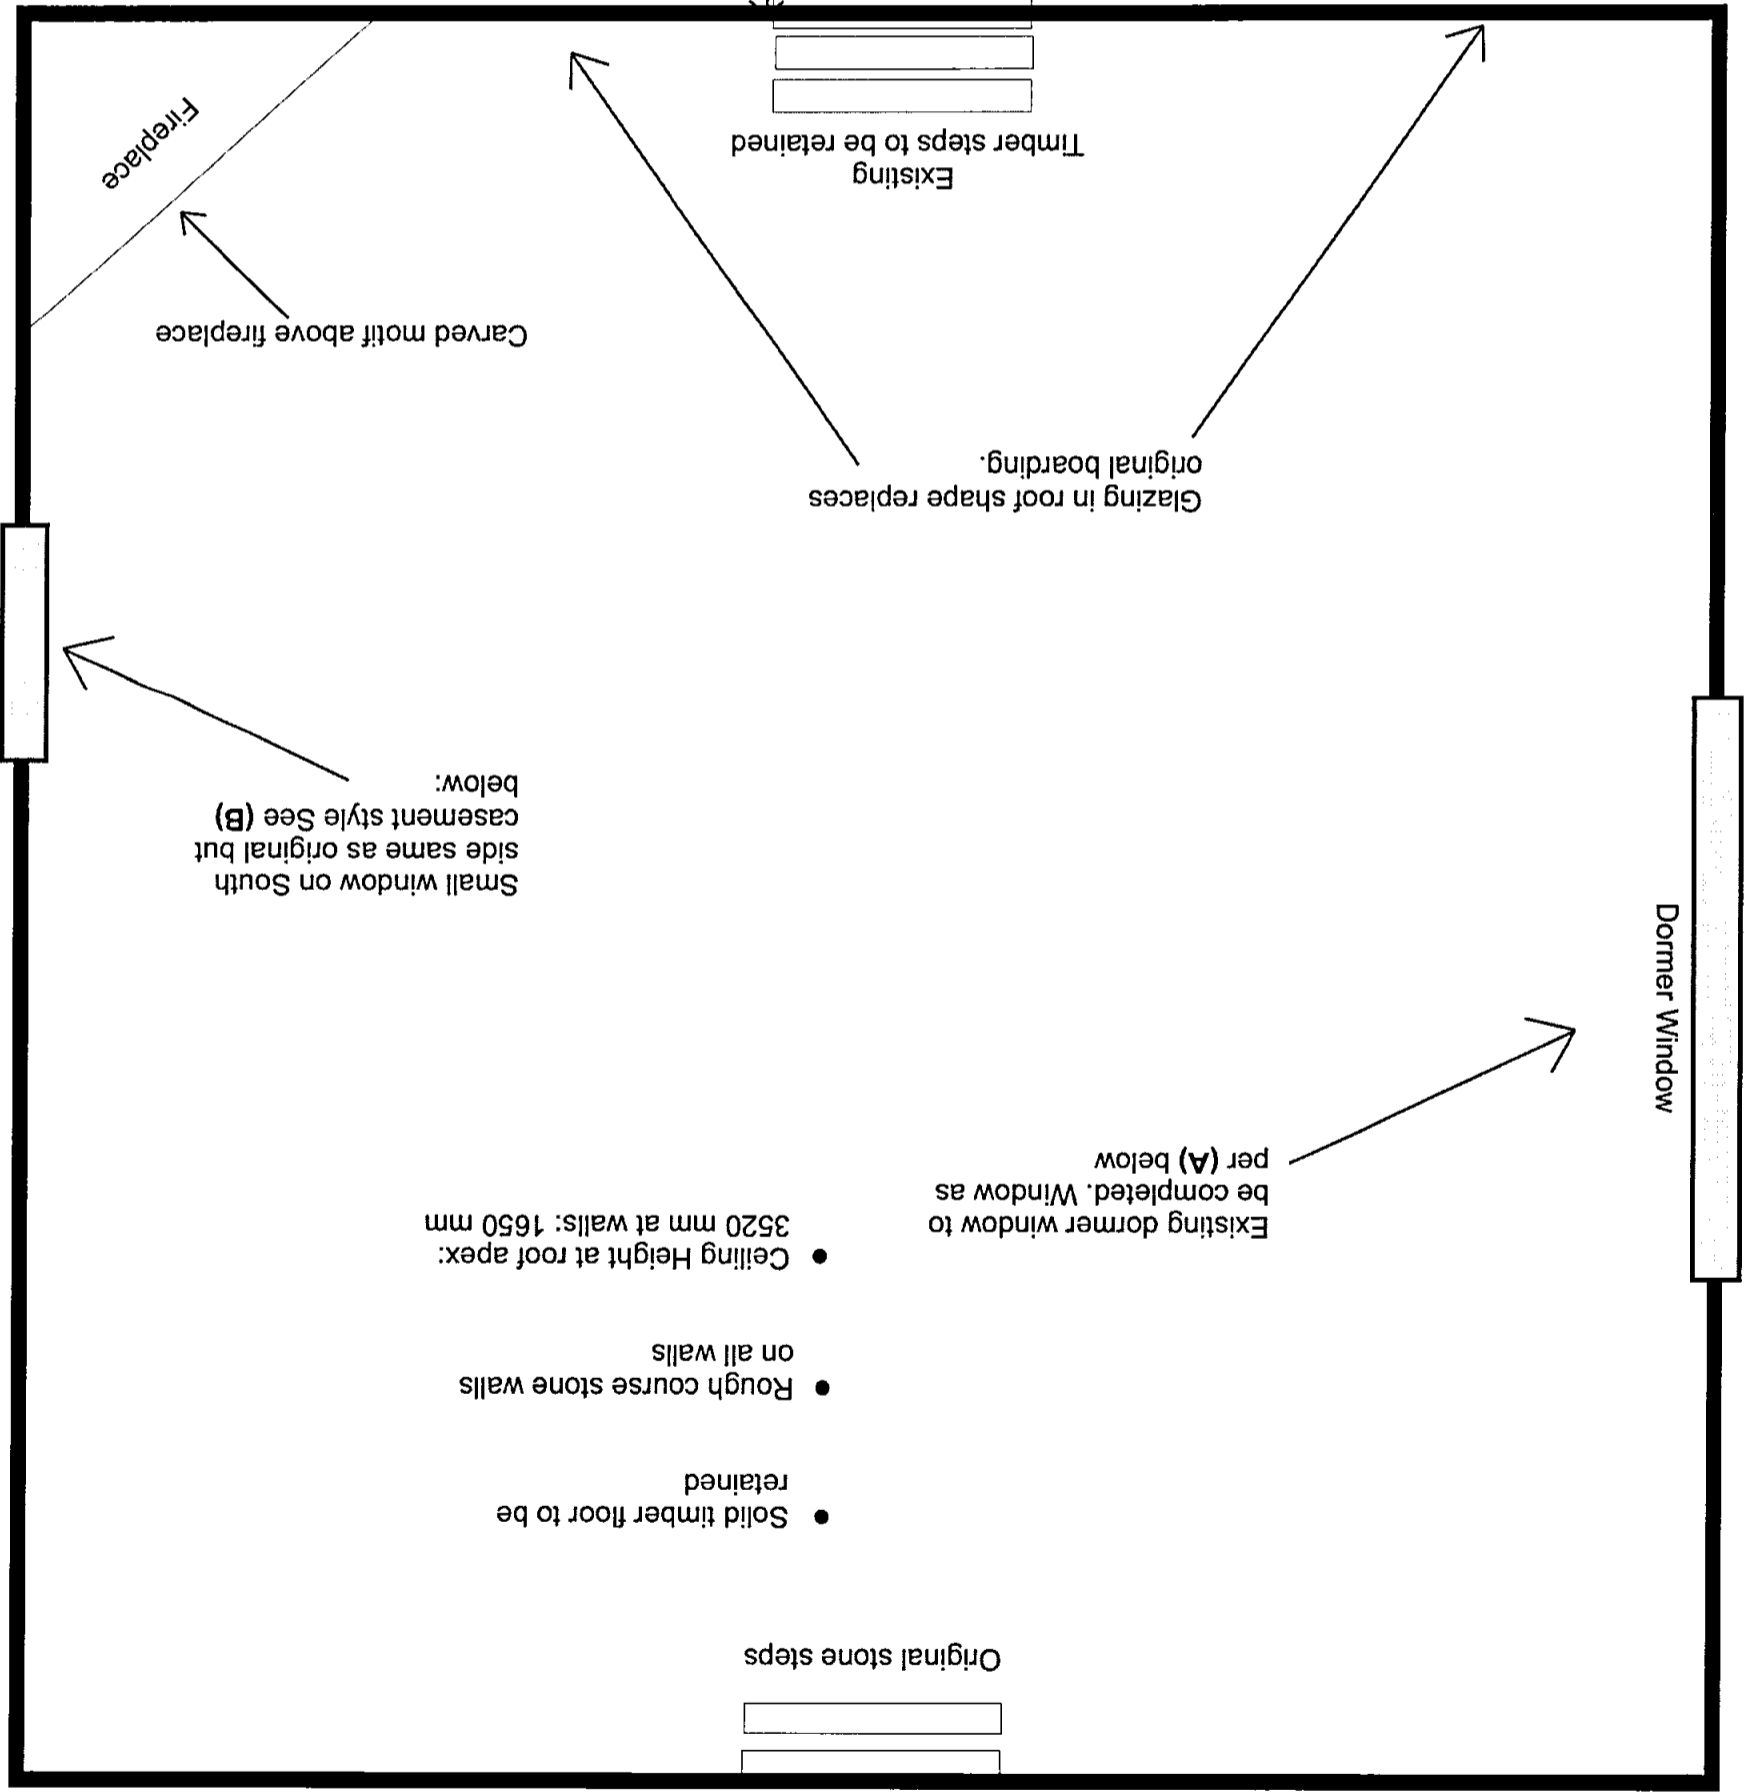 Original stone steps
• Solid timber floor to be
retained
• Rough course stone walls
on all walls
• Ceiling Height at roof apex:
3520 mm at walls: 1650 mm
Existing dormer window to
be completed. Window as
per (A) below
Dormer Window
Small window on South
side same as original but
casement style See (B)
below:
Glazing in roof shape replaces
original boarding.
Carved motif above fireplace
Fireplace
Existing
Timber steps to be retained